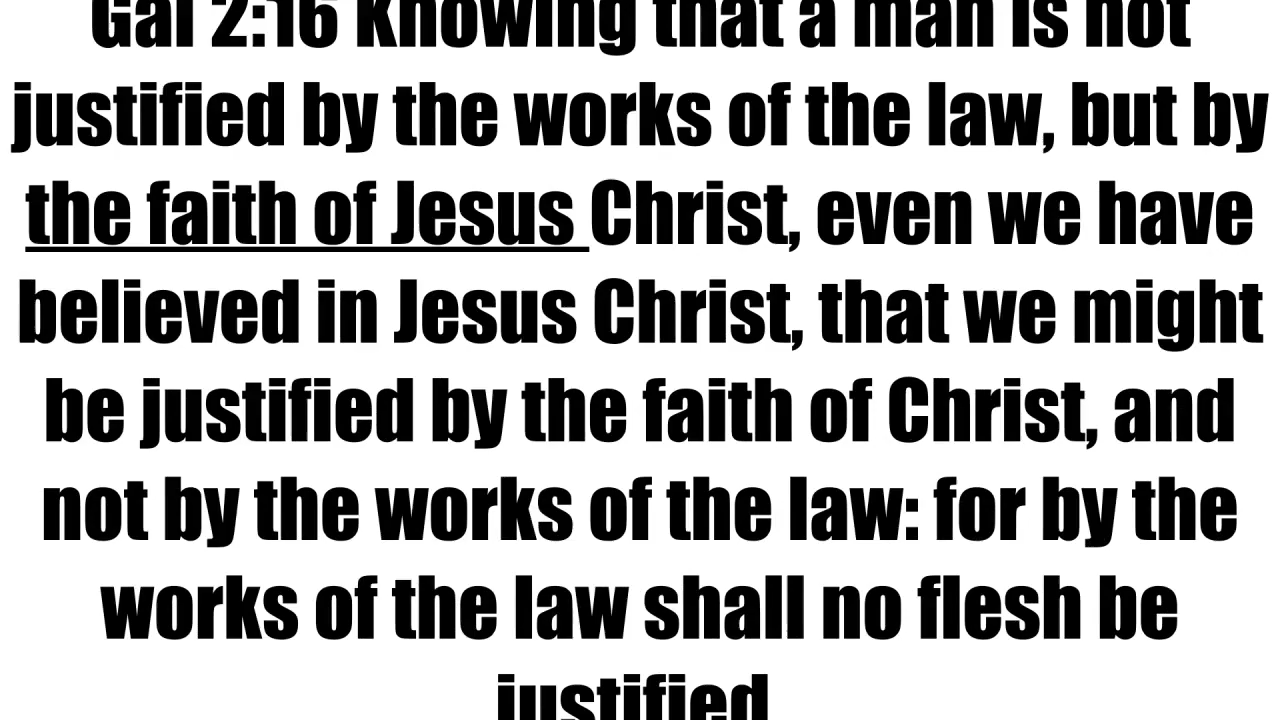 Gal 2:16 Knowing that a man is not
justified by the works of the law, but by
the faith of Jesus Christ, even we have
believed in Jesus Christ, that we might
be justified by the faith of Christ, and
not by the works of the law: for by the
works of the law shall no flesh be
justified